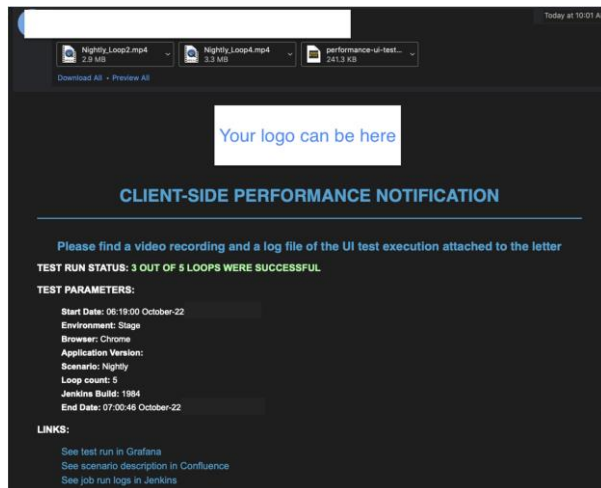 Today at 10:01 A
Nightly_Loop2.mp4
2.9 MB
Nightly_Loop4.mp4
3.3 MB
performance-ui-test...
241.3 KB
Download All • Preview All
Your logo can be here
CLIENT-SIDE PERFORMANCE NOTIFICATION
Please find a video recording and a log file of the UI test execution attached to the letter
TEST RUN STATUS: 3 OUT OF 5 LOOPS WERE SUCCESSFUL
TEST PARAMETERS:
Start Date: 06:19:00 October-22
Environment: Stage
Browser: Chrome
Application Version:
Scenario: Nightly
Loop count: 5
Jenkins Build: 1984
End Date: 07:00:46 October-22
LINKS:
See test run in Grafana
See scenario description in Confluence
See job run logs in Jenkins